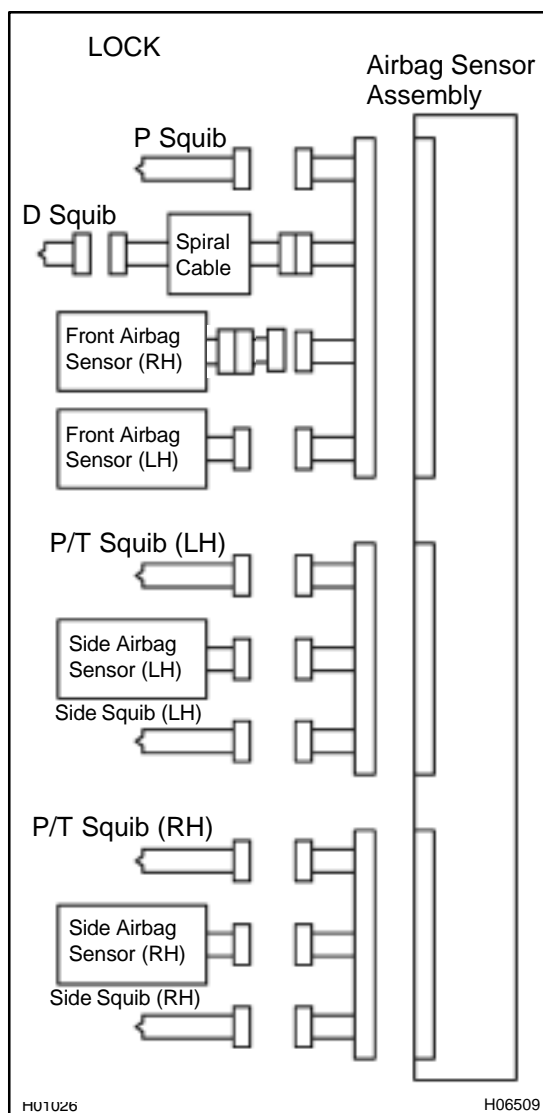 LOCK
Airbag Sensor
Assembly
P Squib
D Squib
Spiral
Cable
Front Airbag
Sensor (RH)
Front Airbag
Sensor (LH)
P/T Squib (LH)
Side Airbag
Sensor (LH)
Side Squib (LH)
P/T Squib (RH)
Side Airbag
Sensor (RH)
Side Squib (RH)
H01026
H06509